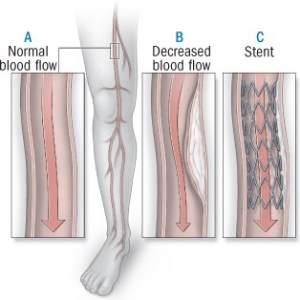 A
Normal
blood flow
B
Decreased
blood flow
C
Stent